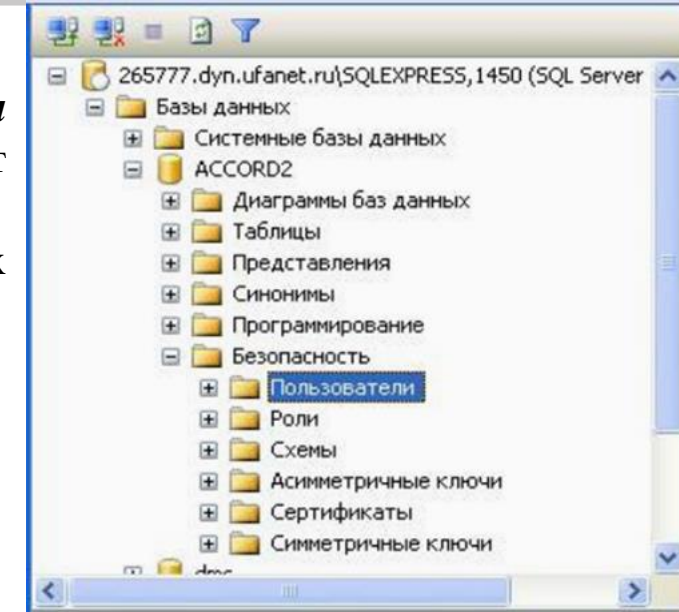 265777.dyn.ufanet.ru\SQLEXPRESS,1450 (SQL Server
Базы данных
Системные базы данных
ACCORD2
Диаграммы баз данных
Таблицы
Представления
Синонимы
Программирование
Безопасность
Пользователи
Роли
Схемы
Асимметричные ключи
Сертификаты
Симметричные ключи